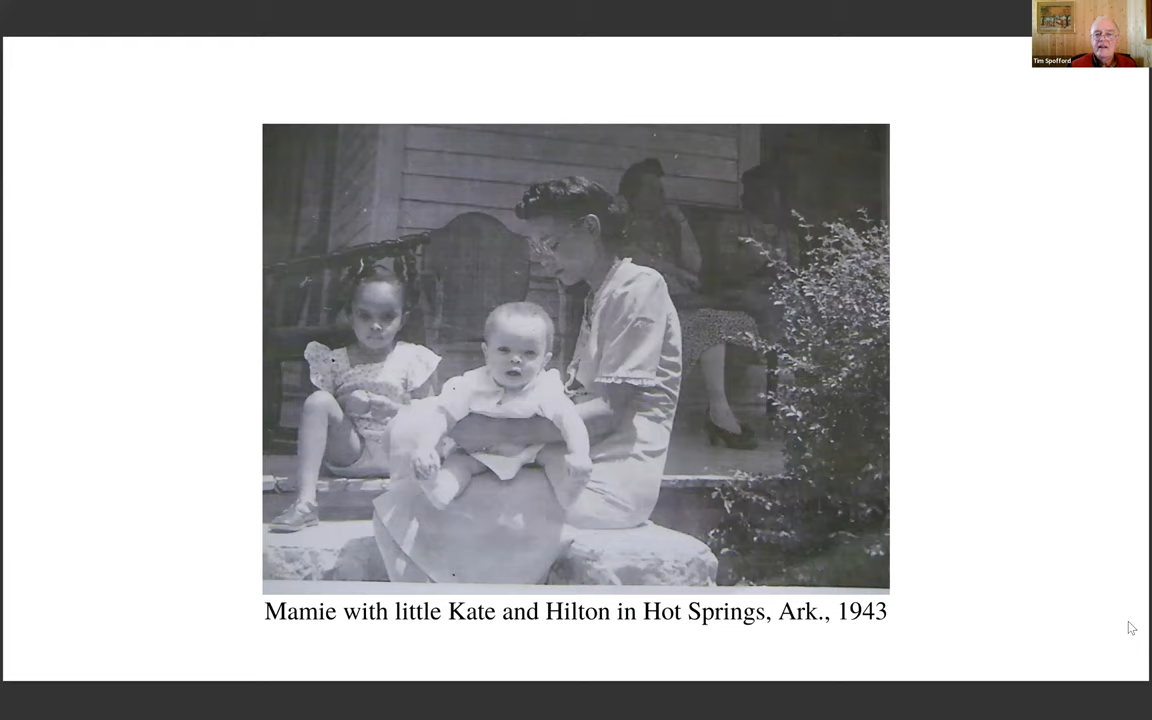 Tim Spofford
Mamie with little Kate and Hilton in Hot Springs, Ark., 1943